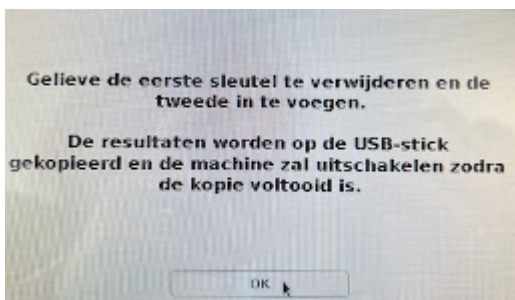 Gelieve de eerste sleutel te verwijderen en de
tweede in te voegen.
De resultaten worden op de USB-stick
gekopieerd en de machine zal uitschakelen zodra
de kopie voltooid is.
OK